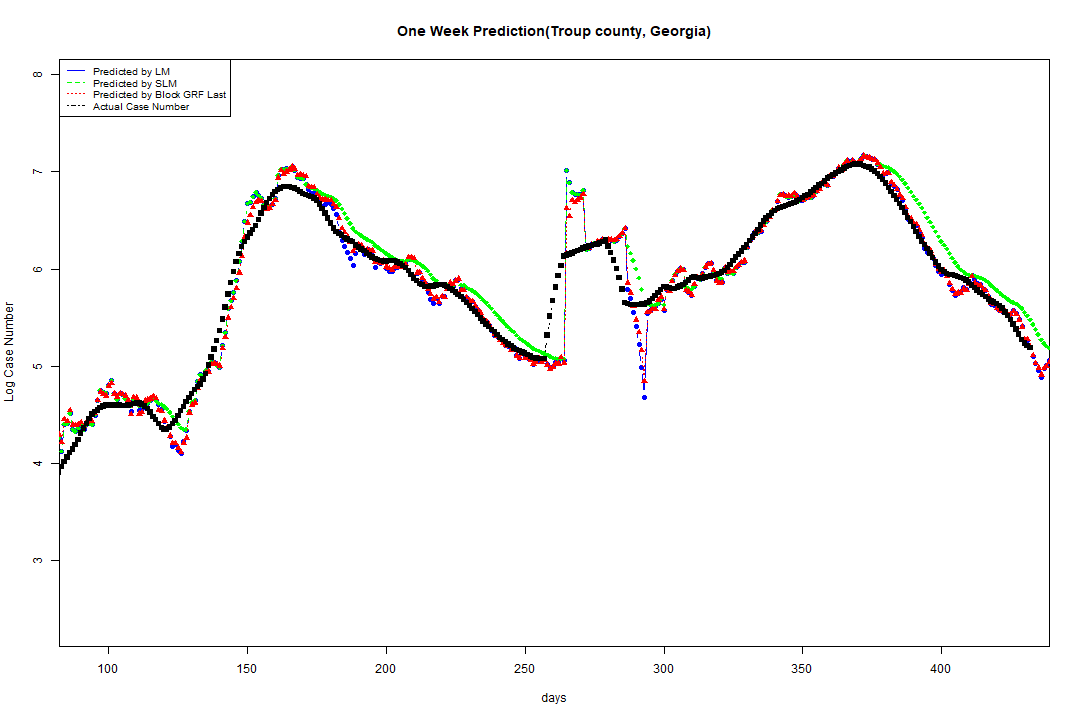 One Week Prediction(Troup county, Georgia)
Predicted by LM
Predicted by SLM
Predicted by Block GRF Last
Actual Case Number
8
7
6
5
4
3
Log Case Number
100 150 200 250 300 350 400
days